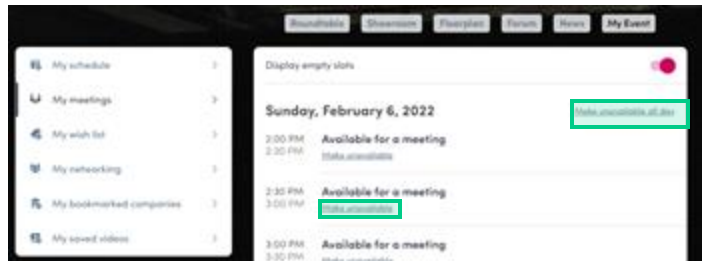 Roundtable Showroom Floorplan Forum News My Event
My schedule
My meetings
My wish list
My networking
My bookmarked companies
My saved videos
Display empty slots
Sunday, February 6, 2022
Make unavailable all day
2:00 PM Available for a meeting
2:30 PM Make unavailable
2:30 PM Available for a meeting
3:00 PM Make unavailable
3:00 PM Available for a meeting
3:30 PM Make unavailable